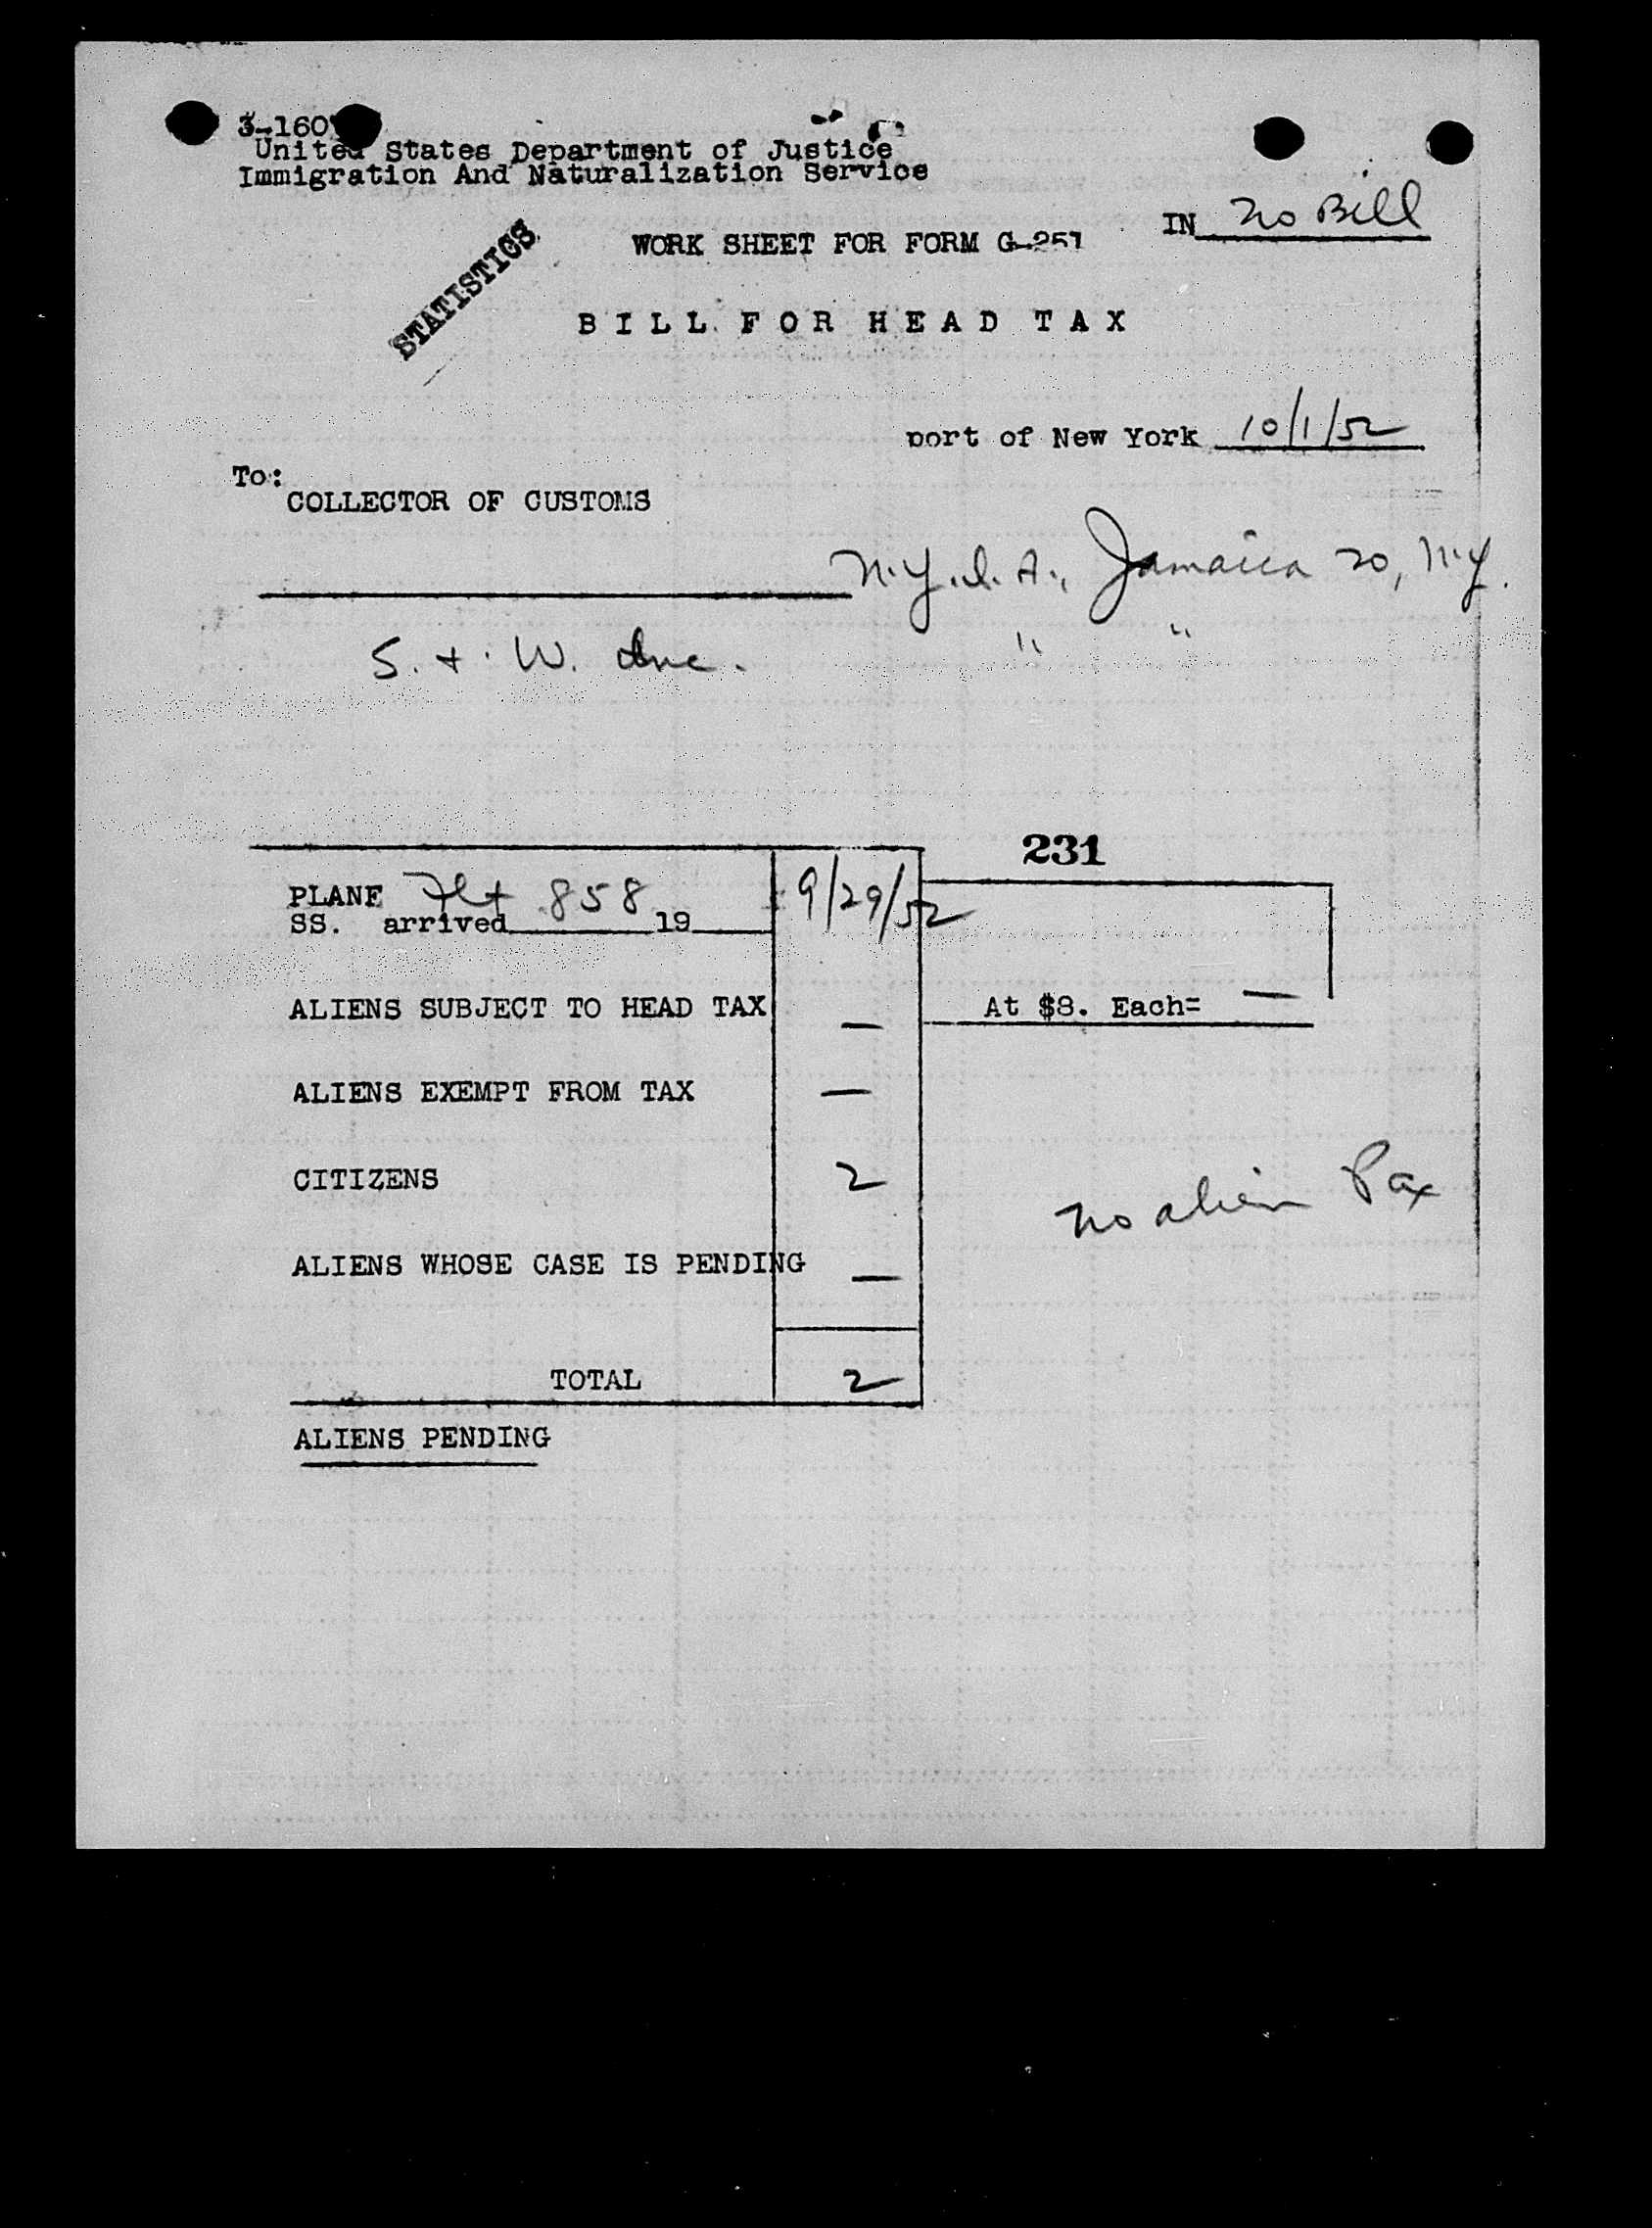 3-160
United States Department of Justice
Immigration And Naturalization Service
IN No Bill
STATISTICS
WORK SHEET FOR FORM G-251
BILL FOR HEAD TAX
port of New York 10/1/52
To:
COLLECTOR OF CUSTOMS
N.Y.I.A., Jamaica 20, N.Y.
S. + W. Inc. " "
231
PLANE Flt 858 9/29/52
SS. arrived 19
ALIENS SUBJECT TO HEAD TAX — At $8. Each= —
ALIENS EXEMPT FROM TAX —
CITIZENS 2
No alien Pax
ALIENS WHOSE CASE IS PENDING —
TOTAL 2
ALIENS PENDING